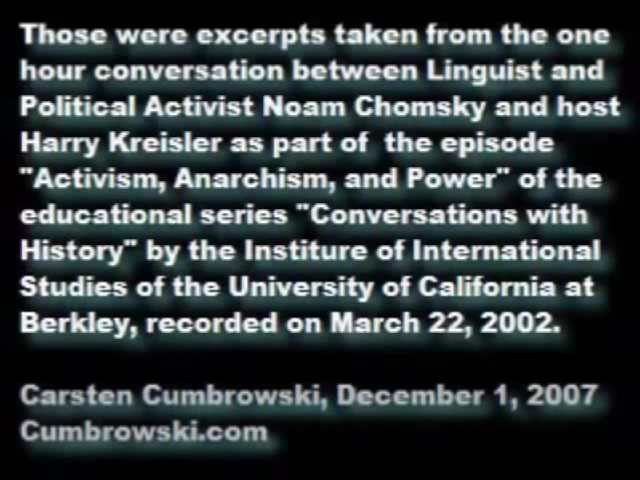 Those were excerpts taken from the one
hour conversation between Linguist and
Political Activist Noam Chomsky and host
Harry Kreisler as part of the episode
"Activism, Anarchism, and Power" of the
educational series "Conversations with
History" by the Institure of International
Studies of the University of California at
Berkley, recorded on March 22, 2002.
Carsten Cumbrowski, December 1, 2007
Cumbrowski.com